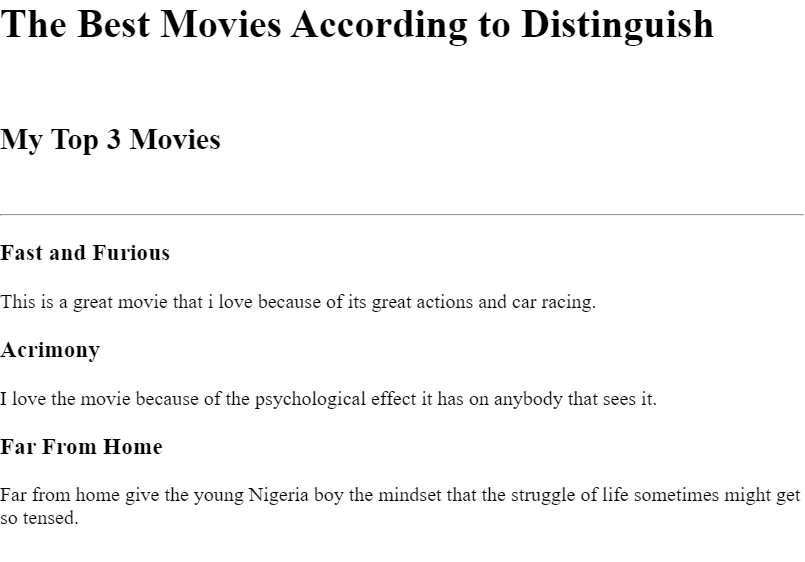 The Best Movies According to Distinguish
My Top 3 Movies
Fast and Furious
This is a great movie that i love because of its great actions and car racing.
Acrimony
I love the movie because of the psychological effect it has on anybody that sees it.
Far From Home
Far from home give the young Nigeria boy the mindset that the struggle of life sometimes might get
so tensed.